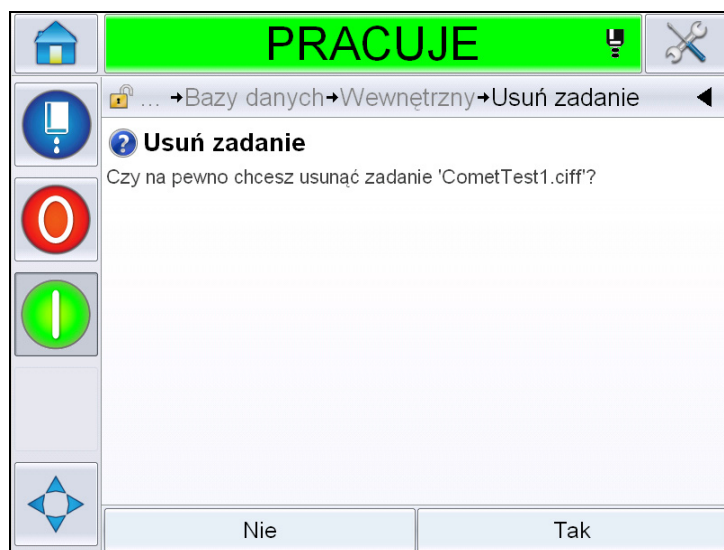 PRACUJE
... →Bazy danych→Wewnętrzny→Usuń zadanie
Usuń zadanie
Czy na pewno chcesz usunąć zadanie 'CometTest1.ciff'?
Nie
Tak